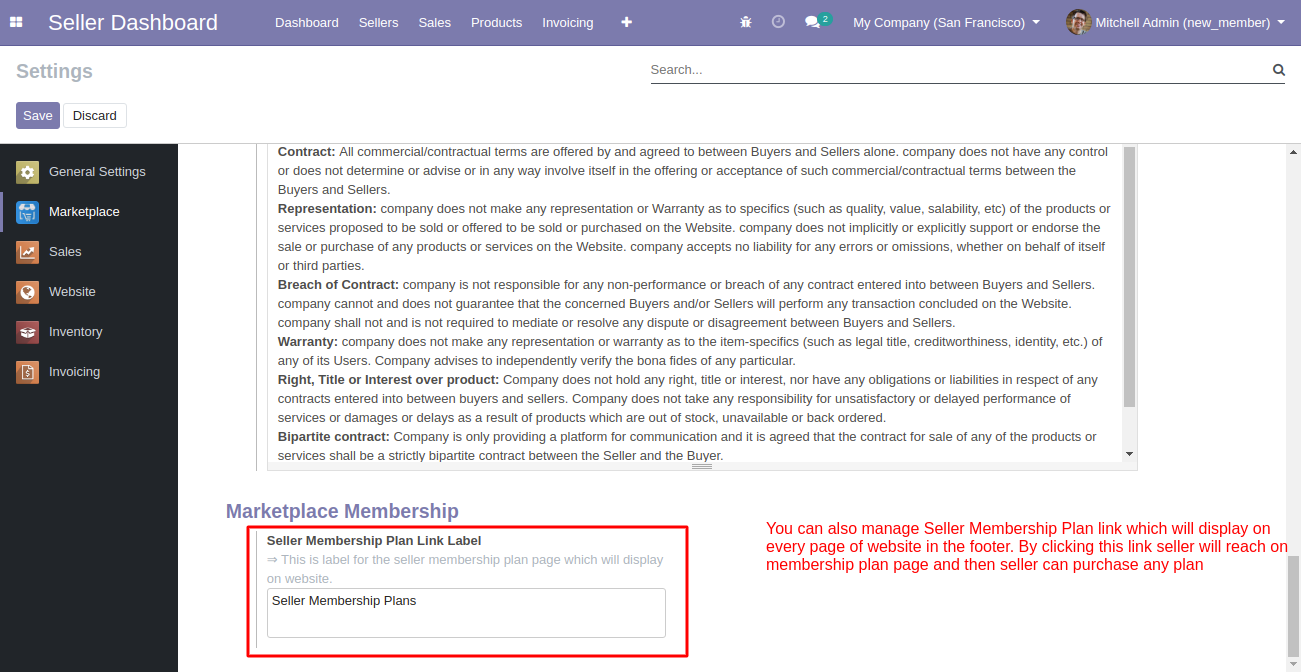 Seller Dashboard Dashboard Sellers Sales Products Invoicing 2 My Company (San Francisco) Mitchell Admin (new_member)
Settings Search...
Save Discard
General Settings
Marketplace
Sales
Website
Inventory
Invoicing
Contract: All commercial/contractual terms are offered by and agreed to between Buyers and Sellers alone. company does not have any control
or does not determine or advise or in any way involve itself in the offering or acceptance of such commercial/contractual terms between the
Buyers and Sellers.
Representation: company does not make any representation or Warranty as to specifics (such as quality, value, salability, etc) of the products or
services proposed to be sold or offered to be sold or purchased on the Website. company does not implicitly or explicitly support or endorse the
sale or purchase of any products or services on the Website. company accepts no liability for any errors or omissions, whether on behalf of itself
or third parties.
Breach of Contract: company is not responsible for any non-performance or breach of any contract entered into between Buyers and Sellers.
company cannot and does not guarantee that the concerned Buyers and/or Sellers will perform any transaction concluded on the Website.
company shall not and is not required to mediate or resolve any dispute or disagreement between Buyers and Sellers.
Warranty: company does not make any representation or warranty as to the item-specifics (such as legal title, creditworthiness, identity, etc.) of
any of its Users. Company advises to independently verify the bona fides of any particular.
Right, Title or Interest over product: Company does not hold any right, title or interest, nor have any obligations or liabilities in respect of any
contracts entered into between buyers and sellers. Company does not take any responsibility for unsatisfactory or delayed performance of
services or damages or delays as a result of products which are out of stock, unavailable or back ordered.
Bipartite contract: Company is only providing a platform for communication and it is agreed that the contract for sale of any of the products or
services shall be a strictly bipartite contract between the Seller and the Buyer.
Marketplace Membership
Seller Membership Plan Link Label
⇒ This is label for the seller membership plan page which will display
on website.
Seller Membership Plans
You can also manage Seller Membership Plan link which will display on
every page of website in the footer. By clicking this link seller will reach on
membership plan page and then seller can purchase any plan